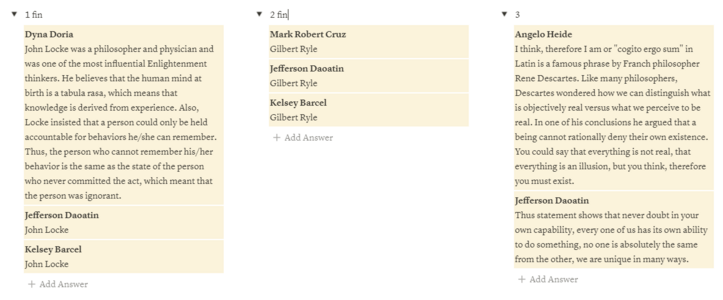 1 fin
Dyna Doria
John Locke was a philosopher and physician and
was one of the most influential Enlightenment
thinkers. He believes that the human mind at
birth is a tabula rasa, which means that
knowledge is derived from experience. Also,
Locke insisted that a person could only be held
accountable for behaviors he/she can remember.
Thus, the person who cannot remember his/her
behavior is the same as the state of the person
who never committed the act, which meant that
the person was ignorant.
Jefferson Daoatin
John Locke
Kelsey Barcel
John Locke
+ Add Answer
2 fin
Mark Robert Cruz
Gilbert Ryle
Jefferson Daoatin
Gilbert Ryle
Kelsey Barcel
Gilbert Ryle
+ Add Answer
3
Angelo Heide
I think, therefore I am or "cogito ergo sum" in
Latin is a famous phrase by Franch philosopher
Rene Descartes. Like many philosophers,
Descartes wondered how we can distinguish what
is objectively real versus what we perceive to be
real. In one of his conclusions he argued that a
being cannot rationally deny their own existence.
You could say that everything is not real, that
everything is an illusion, but you think, therefore
you must exist.
Jefferson Daoatin
Thus statement shows that never doubt in your
own capability, every one of us has its own ability
to do something, no one is absolutely the same
from the other, we are unique in many ways.
+ Add Answer